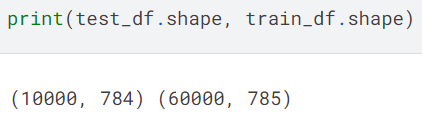 print(test_df.shape, train_df.shape)
(10000, 784) (60000, 785)